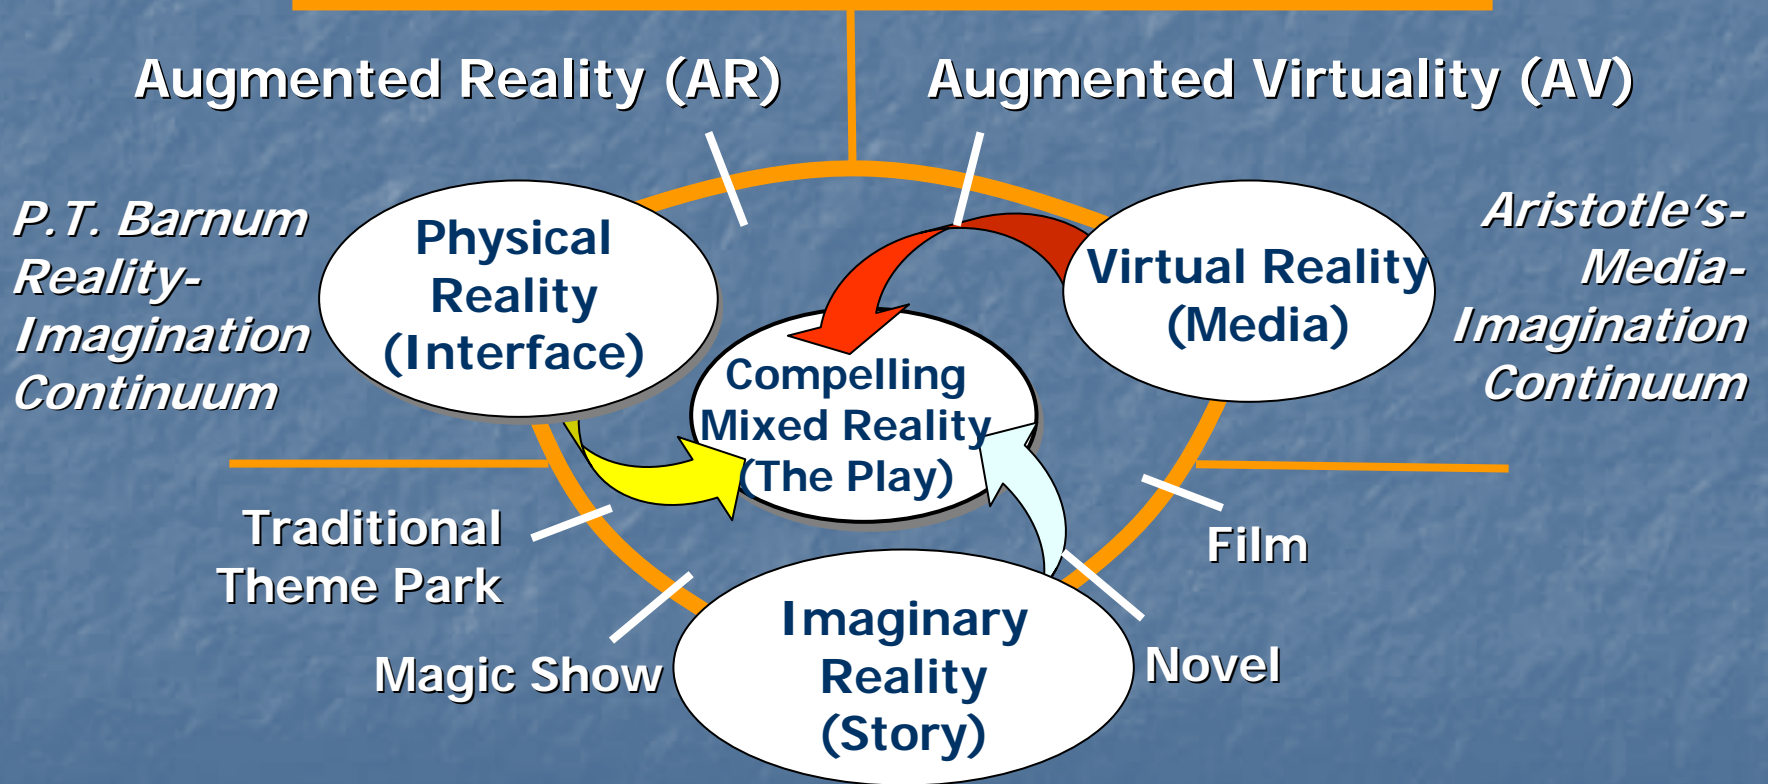 Augmented Reality (AR)
Augmented Virtuality (AV)
P.T. Barnum
Reality-
Imagination
Continuum
Physical
Reality
(Interface)
Virtual Reality
(Media)
Aristotle's-
Media-
Imagination
Continuum
Compelling
Mixed Reality
(The Play)
Traditional
Theme Park
Film
Magic Show
Imaginary
Reality
(Story)
Novel